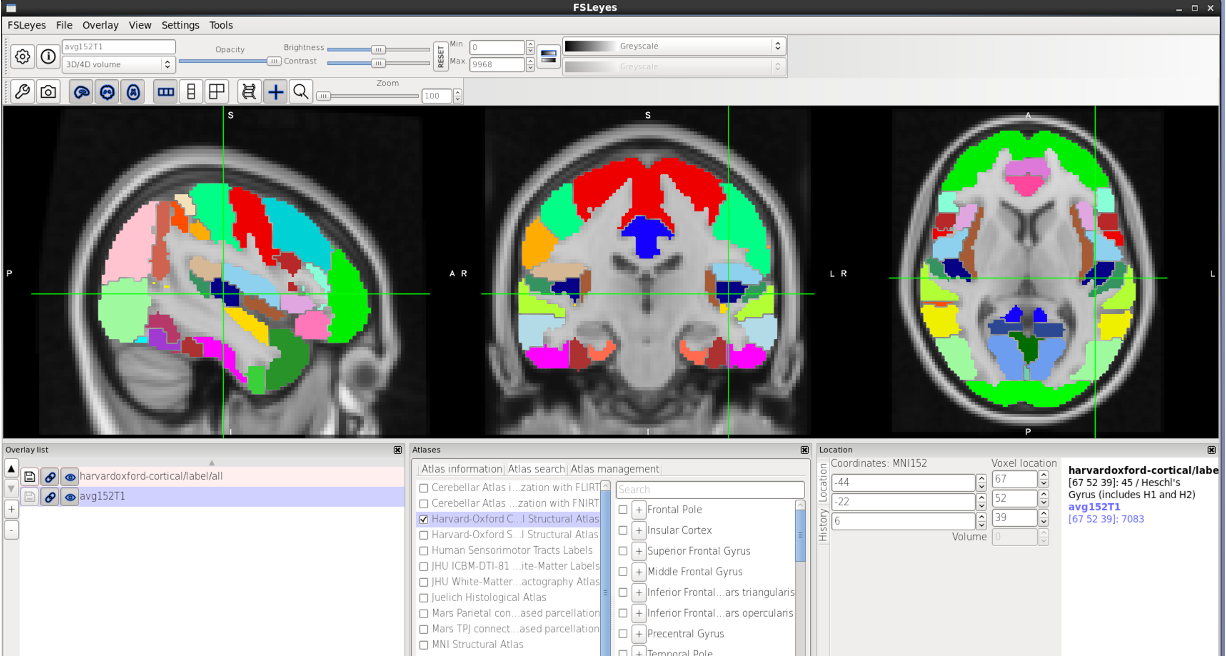 FSLeyes
FSLeyes File Overlay View Settings Tools
avg152T1
3D/4D volume
Opacity
Brightness
Contrast
RESET
Min 0
Max 9968
Greyscale
Greyscale
Zoom
100
S
P
A
I
S
R
L
I
A
R
L
P
Overlay list
harvardoxford-cortical/label/all
avg152T1
Atlases
Atlas information Atlas search Atlas management
Cerebellar Atlas i...zation with FLIRT
Cerebellar Atlas ...zation with FNIRT
Harvard-Oxford C...l Structural Atlas
Harvard-Oxford S...l Structural Atlas
Human Sensorimotor Tracts Labels
JHU ICBM-DTI-81 ...ite-Matter Labels
JHU White-Matter...actography Atlas
Juelich Histological Atlas
Mars Parietal con...ased parcellation
Mars TPJ connect...ased parcellation
MNI Structural Atlas
Search
+ Frontal Pole
+ Insular Cortex
+ Superior Frontal Gyrus
+ Middle Frontal Gyrus
+ Inferior Frontal...ars triangularis
+ Inferior Frontal...ars opercularis
+ Precentral Gyrus
Temporal Pole
Location
History Location
Coordinates: MNI152
-44
-22
6
Voxel location
67
52
39
Volume 0
harvardoxford-cortical/labe
[67 52 39]: 45 / Heschl's
Gyrus (includes H1 and H2)
avg152T1
[67 52 39]: 7083